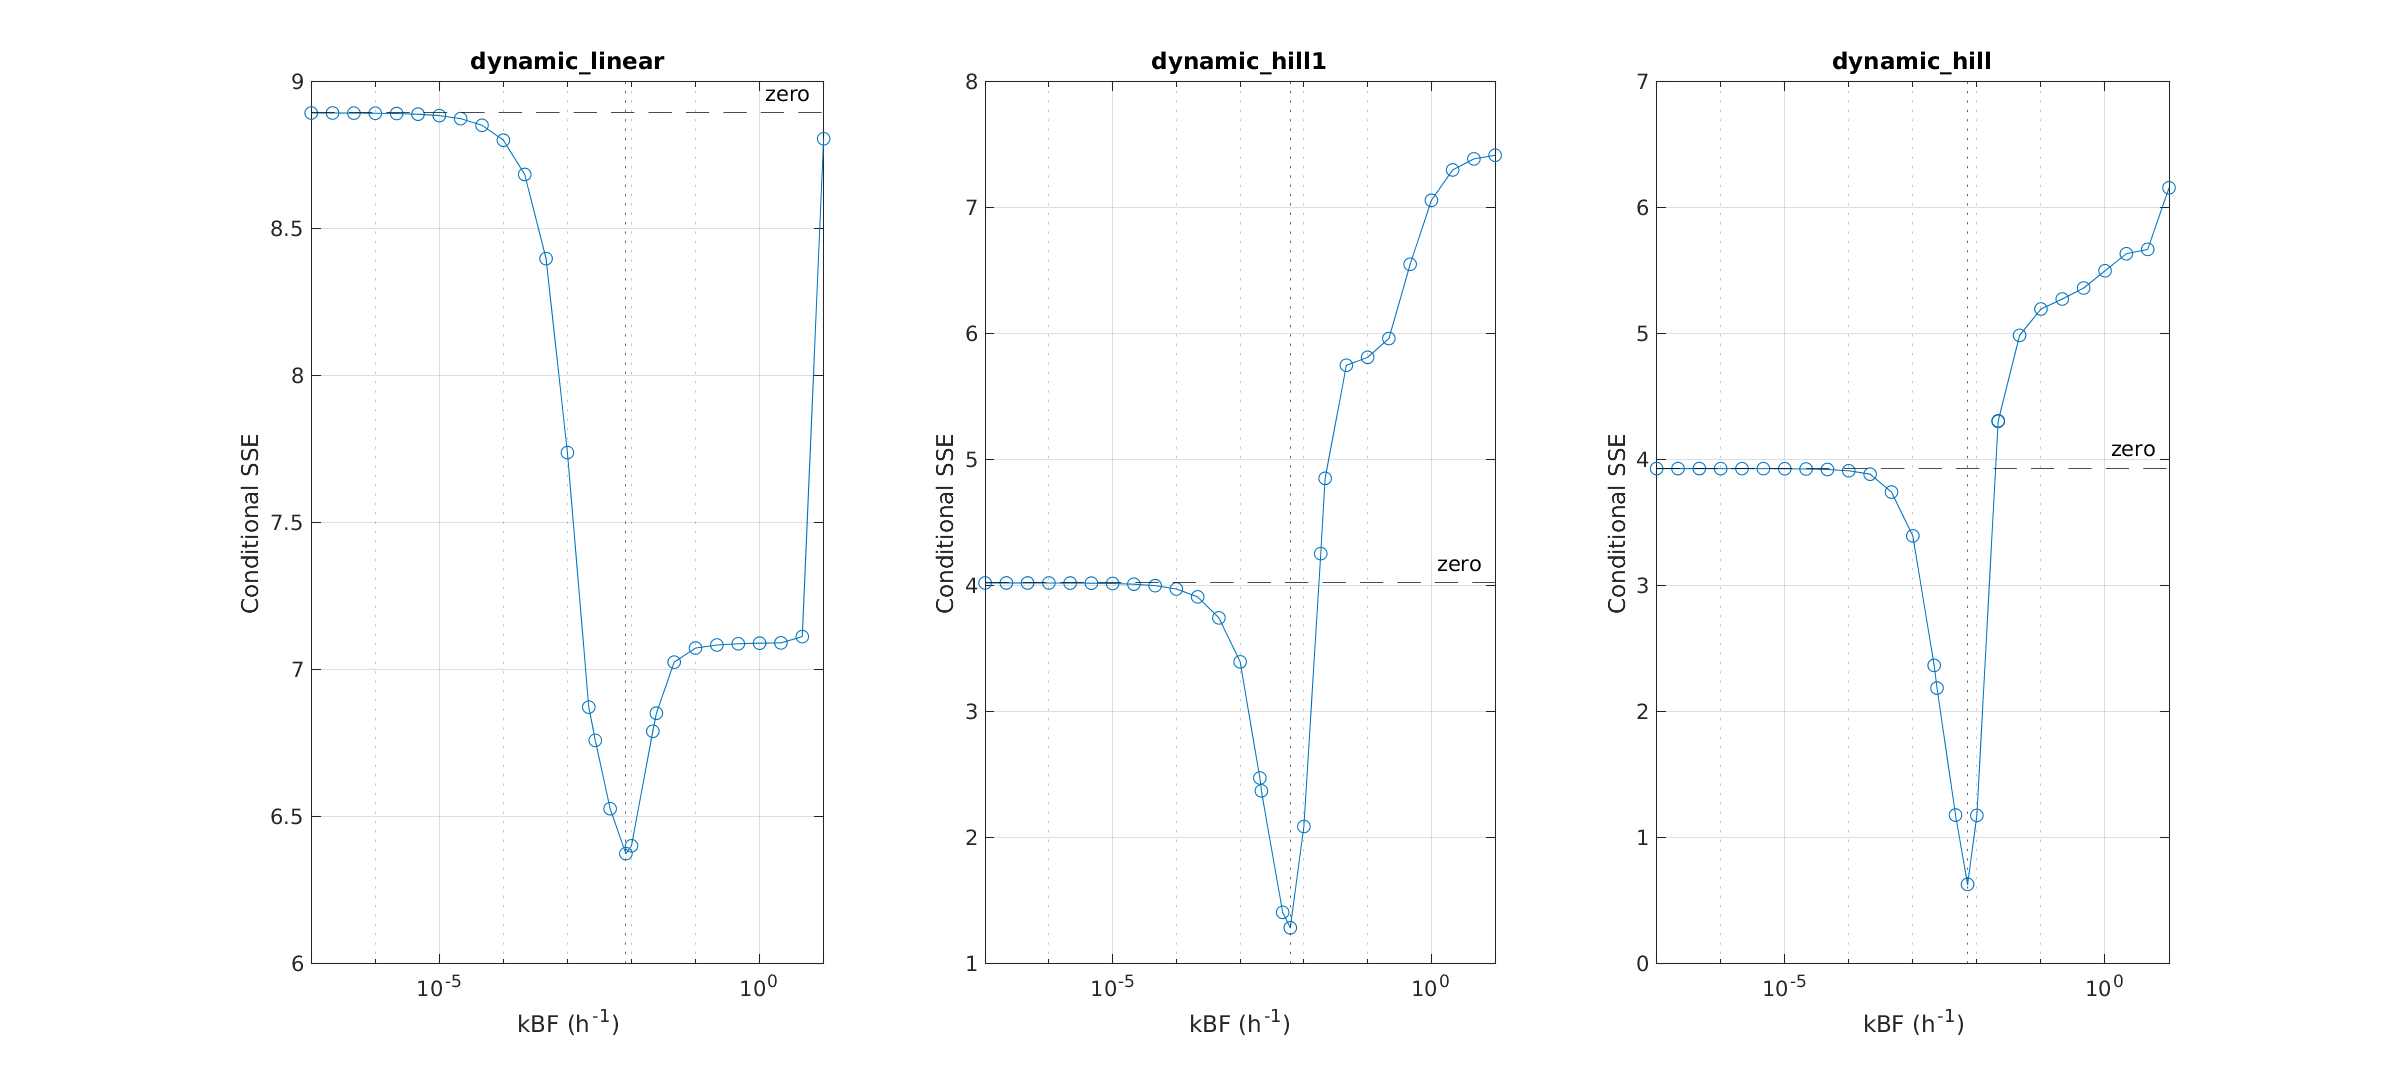 dynamic_linear
9
8.5
8
7.5
7
6.5
6
Conditional SSE
zero
10^-5
10^0
kBF (h^-1)
dynamic_hill1
8
7
6
5
4
3
2
1
Conditional SSE
zero
10^-5
10^0
kBF (h^-1)
dynamic_hill
7
6
5
4
3
2
1
0
Conditional SSE
zero
10^-5
10^0
kBF (h^-1)